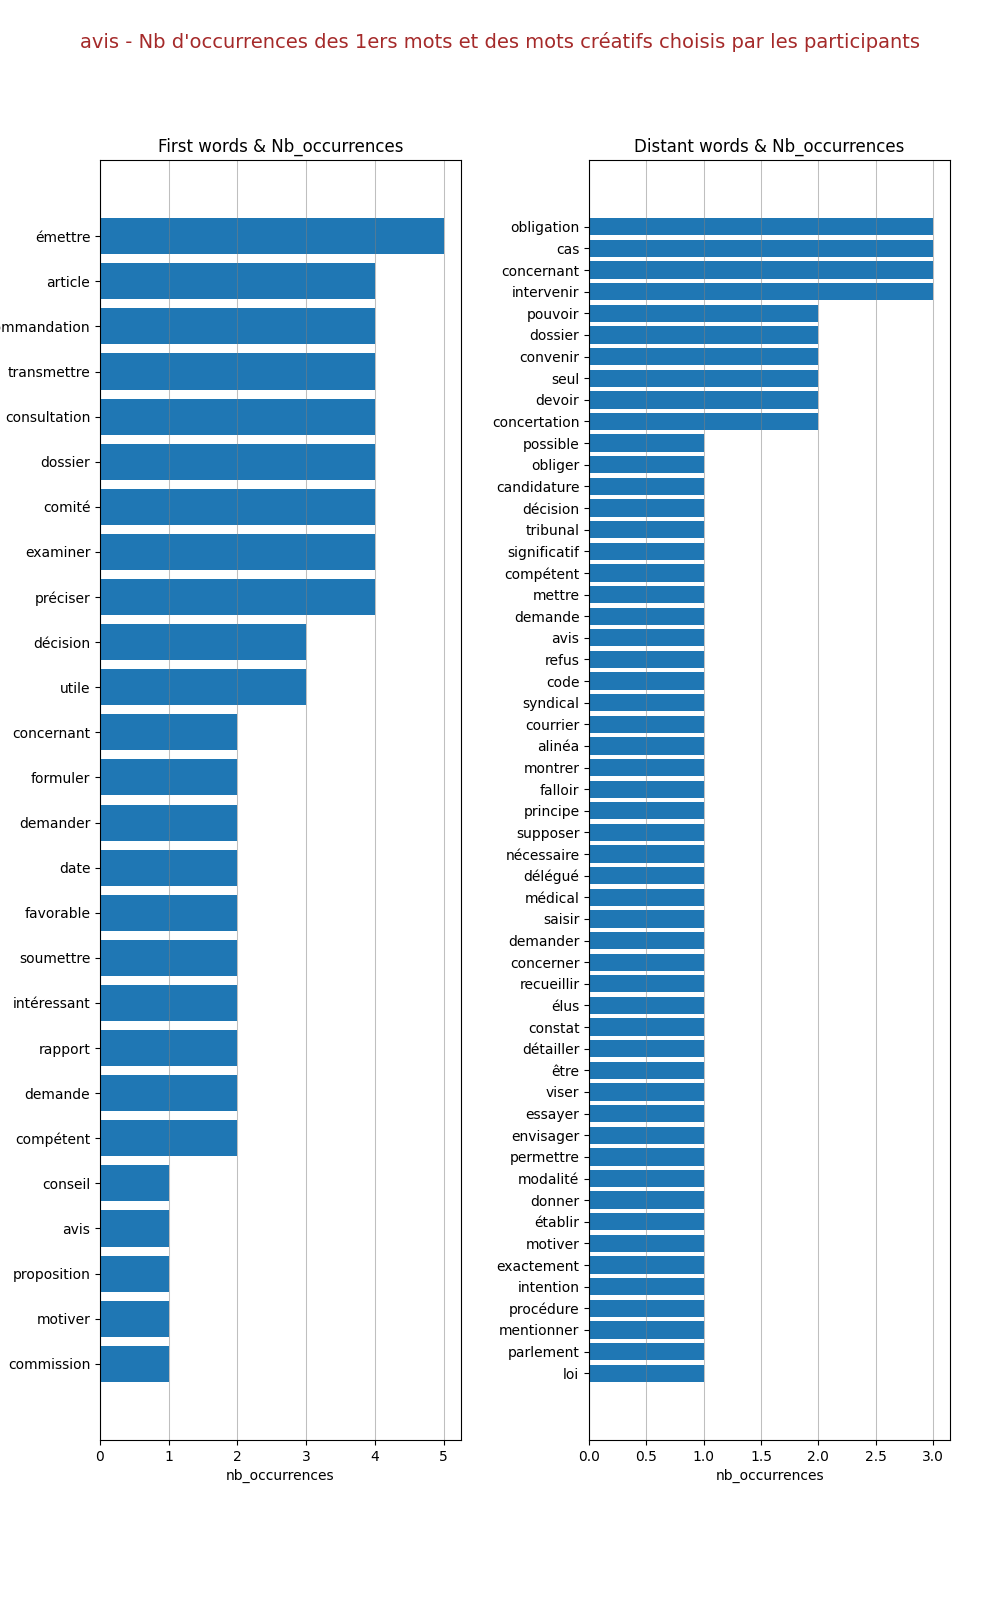 avis - Nb d'occurrences des 1ers mots et des mots créatifs choisis par les participants
First words & Nb_occurrences
émettre
article
mmandation
transmettre
consultation
dossier
comité
examiner
préciser
décision
utile
concernant
formuler
demander
date
favorable
soumettre
intéressant
rapport
demande
compétent
conseil
avis
proposition
motiver
commission
0 1 2 3 4 5
nb_occurrences
Distant words & Nb_occurrences
obligation
cas
concernant
intervenir
pouvoir
dossier
convenir
seul
devoir
concertation
possible
obliger
candidature
décision
tribunal
significatif
compétent
mettre
demande
avis
refus
code
syndical
courrier
alinéa
montrer
falloir
principe
supposer
nécessaire
délégué
médical
saisir
demander
concerner
recueillir
élus
constat
détailler
être
viser
essayer
envisager
permettre
modalité
donner
établir
motiver
exactement
intention
procédure
mentionner
parlement
loi
0.0 0.5 1.0 1.5 2.0 2.5 3.0
nb_occurrences